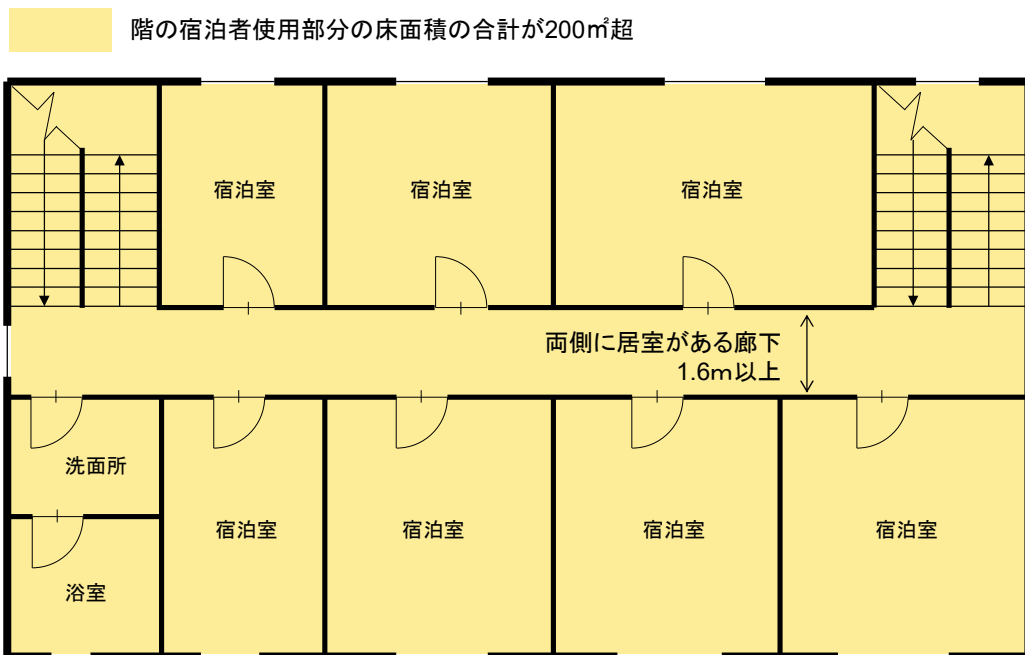 階の宿泊者使用部分の床面積の合計が200㎡超
宿泊室
宿泊室
宿泊室
両側に居室がある廊下
1.6m以上
洗面所
宿泊室
宿泊室
宿泊室
宿泊室
浴室